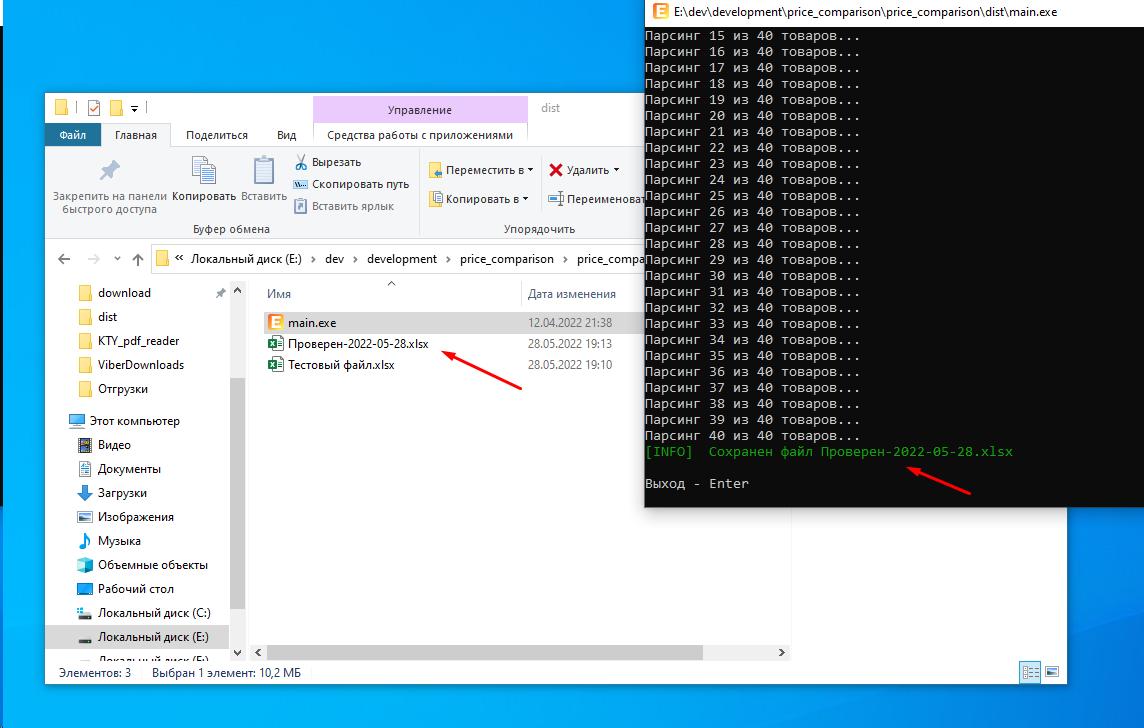 E:\dev\development\price_comparison\price_comparison\dist\main.exe
Парсинг 15 из 40 товаров...
Парсинг 16 из 40 товаров...
Парсинг 17 из 40 товаров...
Парсинг 18 из 40 товаров...
Парсинг 19 из 40 товаров...
Парсинг 20 из 40 товаров...
Парсинг 21 из 40 товаров...
Парсинг 22 из 40 товаров...
Парсинг 23 из 40 товаров...
Парсинг 24 из 40 товаров...
Парсинг 25 из 40 товаров...
Парсинг 26 из 40 товаров...
Парсинг 27 из 40 товаров...
Парсинг 28 из 40 товаров...
Парсинг 29 из 40 товаров...
Парсинг 30 из 40 товаров...
Парсинг 31 из 40 товаров...
Парсинг 32 из 40 товаров...
Парсинг 33 из 40 товаров...
Парсинг 34 из 40 товаров...
Парсинг 35 из 40 товаров...
Парсинг 36 из 40 товаров...
Парсинг 37 из 40 товаров...
Парсинг 38 из 40 товаров...
Парсинг 39 из 40 товаров...
Парсинг 40 из 40 товаров...
[INFO] Сохранен файл Проверен-2022-05-28.xlsx
Выход - Enter
Управление
dist
Файл
Главная
Поделиться
Вид
Средства работы с приложениями
Закрепить на панели
быстрого доступа
Копировать
Вставить
Вырезать
Скопировать путь
Вставить ярлык
Буфер обмена
Переместить в
Копировать в
Удалить
Переименоват
Упорядочить
« Локальный диск (E:) › dev › development › price_comparison › price_compa
download
dist
KTY_pdf_reader
ViberDownloads
Отгрузки
Этот компьютер
Видео
Документы
Загрузки
Изображения
Музыка
Объемные объекты
Рабочий стол
Локальный диск (C:)
Локальный диск (E:)
Локальный диск (F:)
Имя Дата изменения
main.exe 12.04.2022 21:38
Проверен-2022-05-28.xlsx 28.05.2022 19:13
Тестовый файл.xlsx 28.05.2022 19:10
Элементов: 3 Выбран 1 элемент: 10,2 МБ